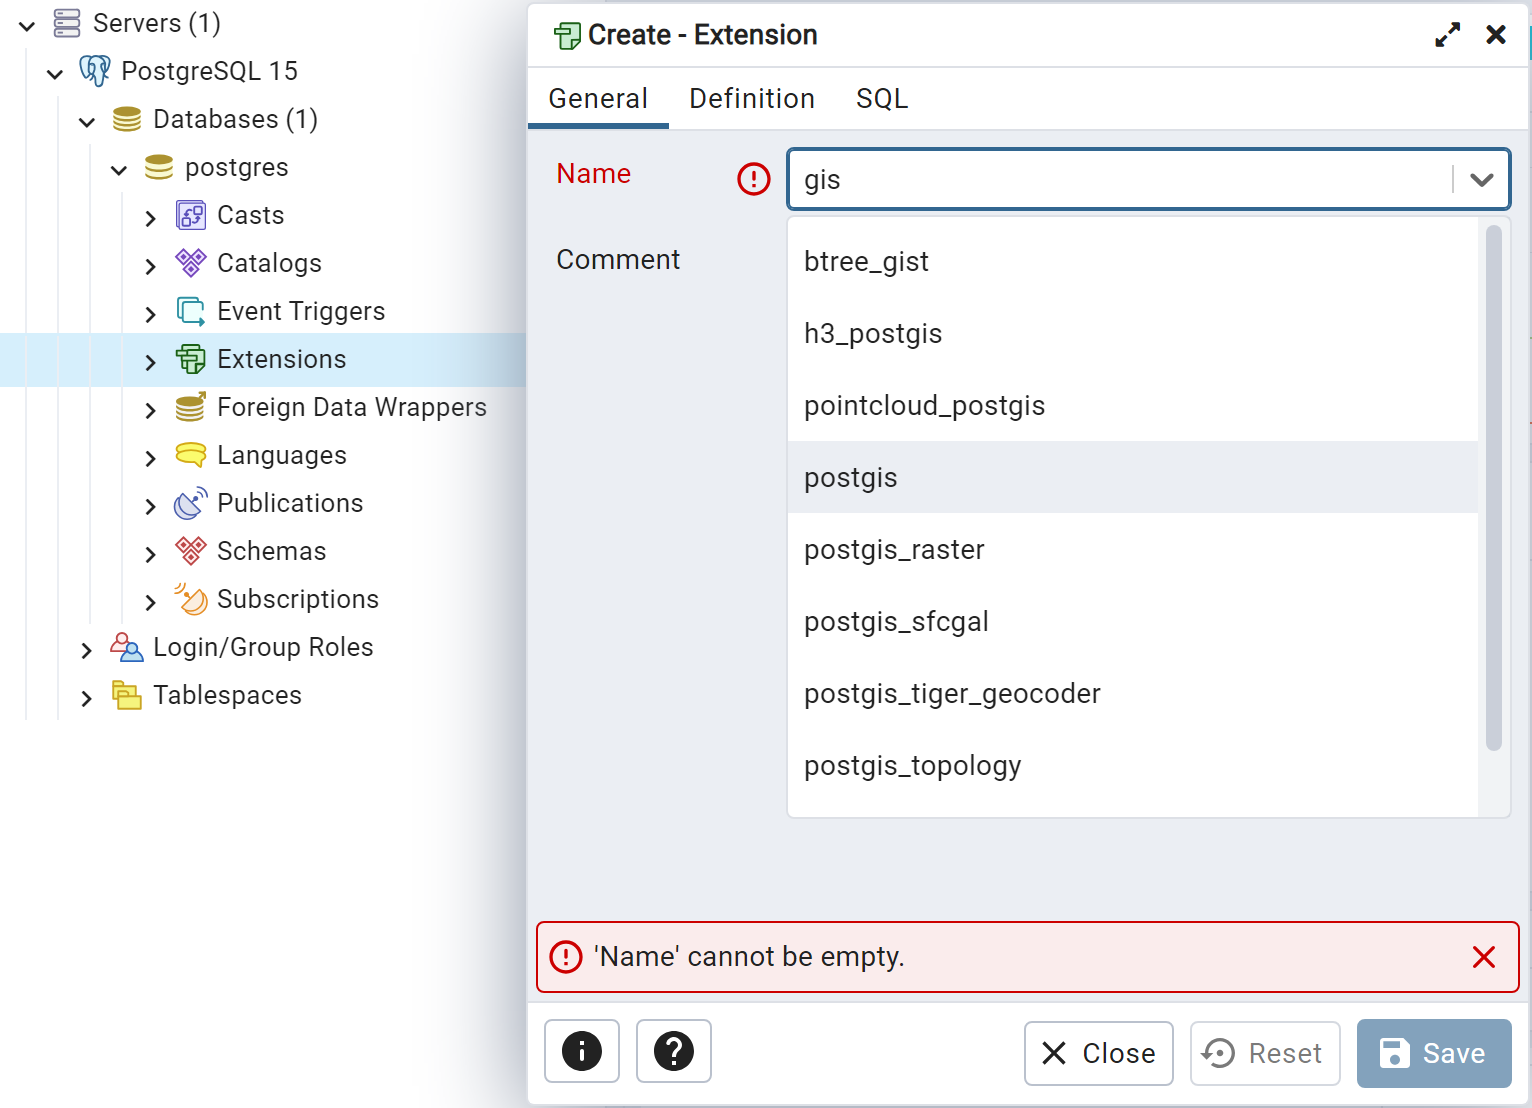 Servers (1)
PostgreSQL 15
Databases (1)
postgres
Casts
Catalogs
Event Triggers
Extensions
Foreign Data Wrappers
Languages
Publications
Schemas
Subscriptions
Login/Group Roles
Tablespaces
Create - Extension
General Definition SQL
Name gis
Comment
btree_gist
h3_postgis
pointcloud_postgis
postgis
postgis_raster
postgis_sfcgal
postgis_tiger_geocoder
postgis_topology
'Name' cannot be empty.
Close Reset Save